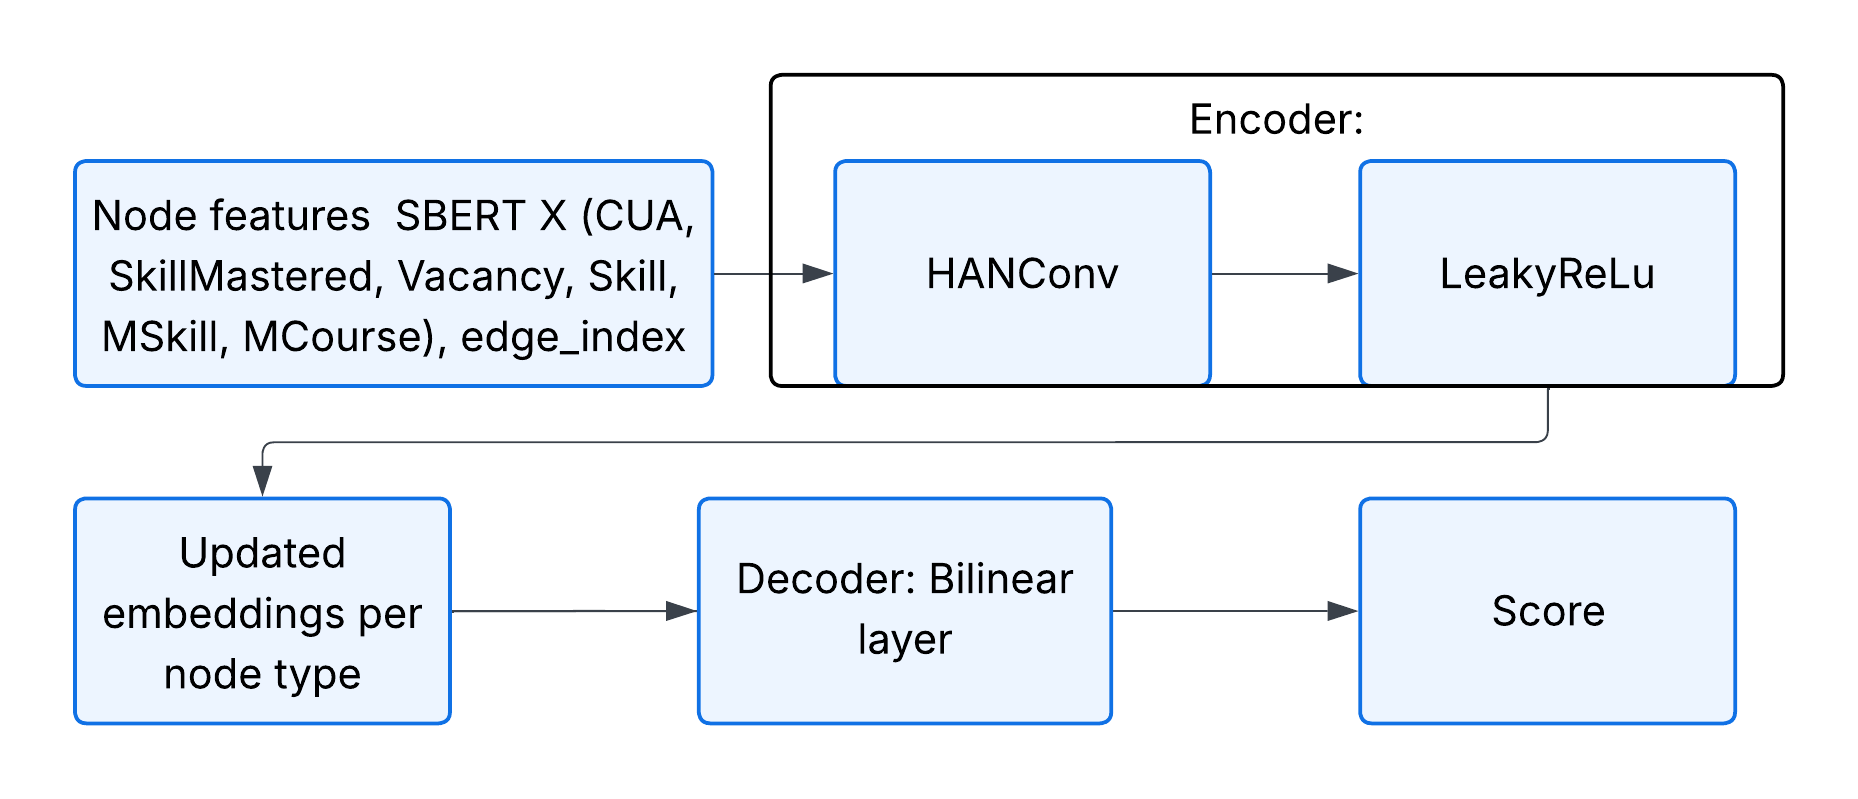 Encoder:
Node features  SBERT X (CUA,
SkillMastered, Vacancy, Skill,
MSkill, MCourse), edge_index
HANConv
LeakyReLu
Updated
embeddings per
node type
Decoder: Bilinear
layer
Score